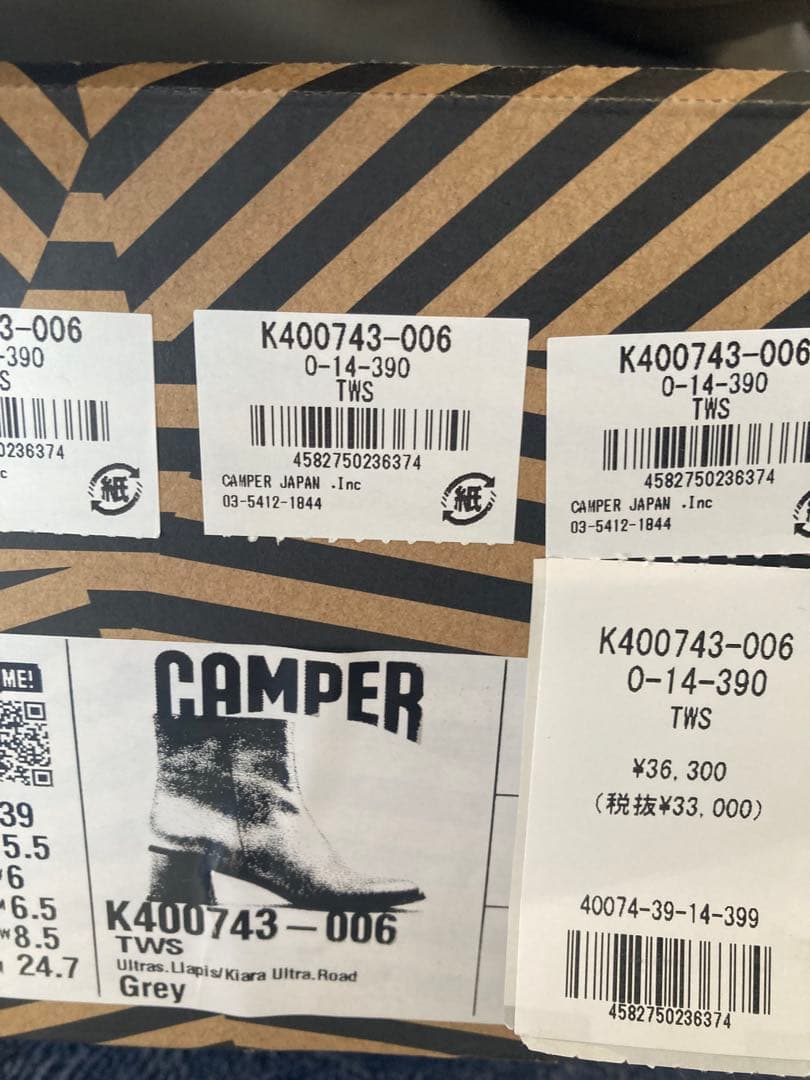 3-006
-390
S
0236374
c
紙
K400743-006
0-14-390
TWS
4582750236374
CAMPER JAPAN .Inc
03-5412-1844
紙
K400743-006
0-14-390
TWS
4582750236374
CAMPER JAPAN .Inc
03-5412-1844
ME!
39
5.5
6
6.5
W8.5
24.7
CAMPER
K400743-006
TWS
Ultras.Llapis/Kiara Ultra.Road
Grey
K400743-006
0-14-390
TWS
¥36,300
(税抜¥33,000)
40074-39-14-399
4582750236374